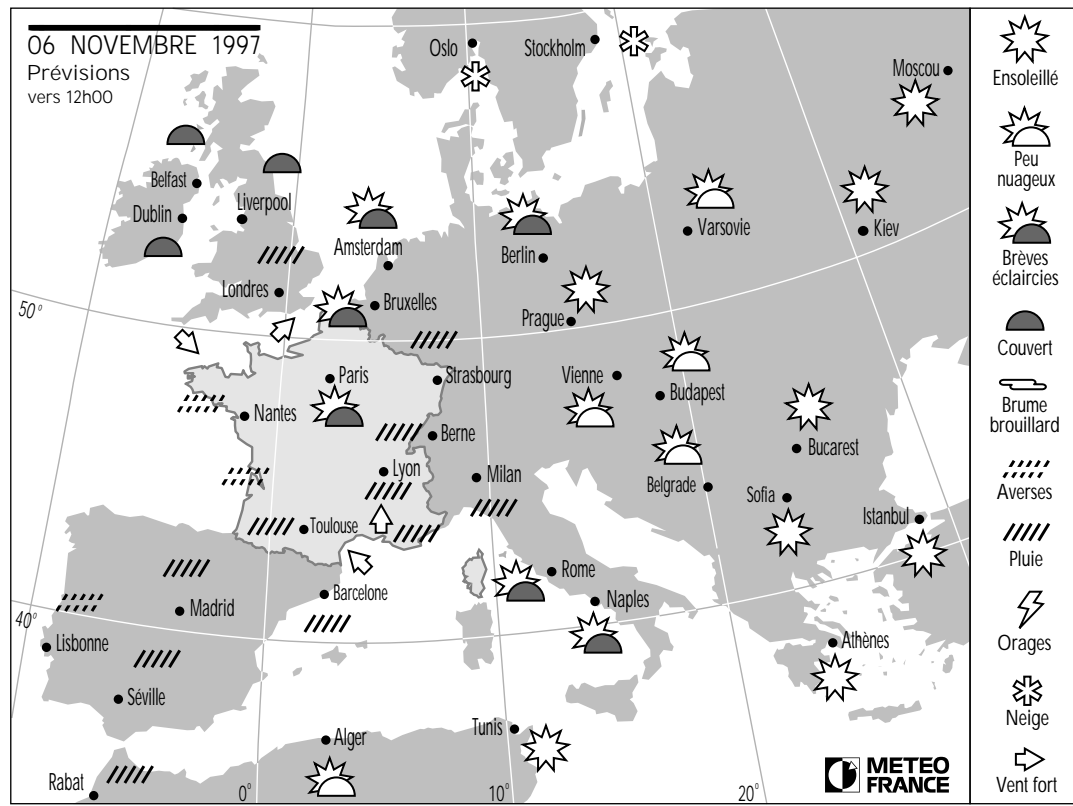 06 NOVEMBRE 1997
Prévisions
vers 12h00
Oslo
Stockholm
Moscou
Belfast
Dublin
Liverpool
Amsterdam
Berlin
Varsovie
Kiev
Londres
Bruxelles
Prague
50°
Paris
Strasbourg
Vienne
Budapest
Nantes
Berne
Bucarest
Lyon
Milan
Belgrade
Sofia
Istanbul
Toulouse
Rome
Barcelone
Naples
Madrid
40°
Lisbonne
Athènes
Séville
Tunis
Alger
Rabat
0°
10°
20°
METEO
FRANCE
Ensoleillé
Peu
nuageux
Brèves
éclaircies
Couvert
Brume
brouillard
Averses
Pluie
Orages
Neige
Vent fort